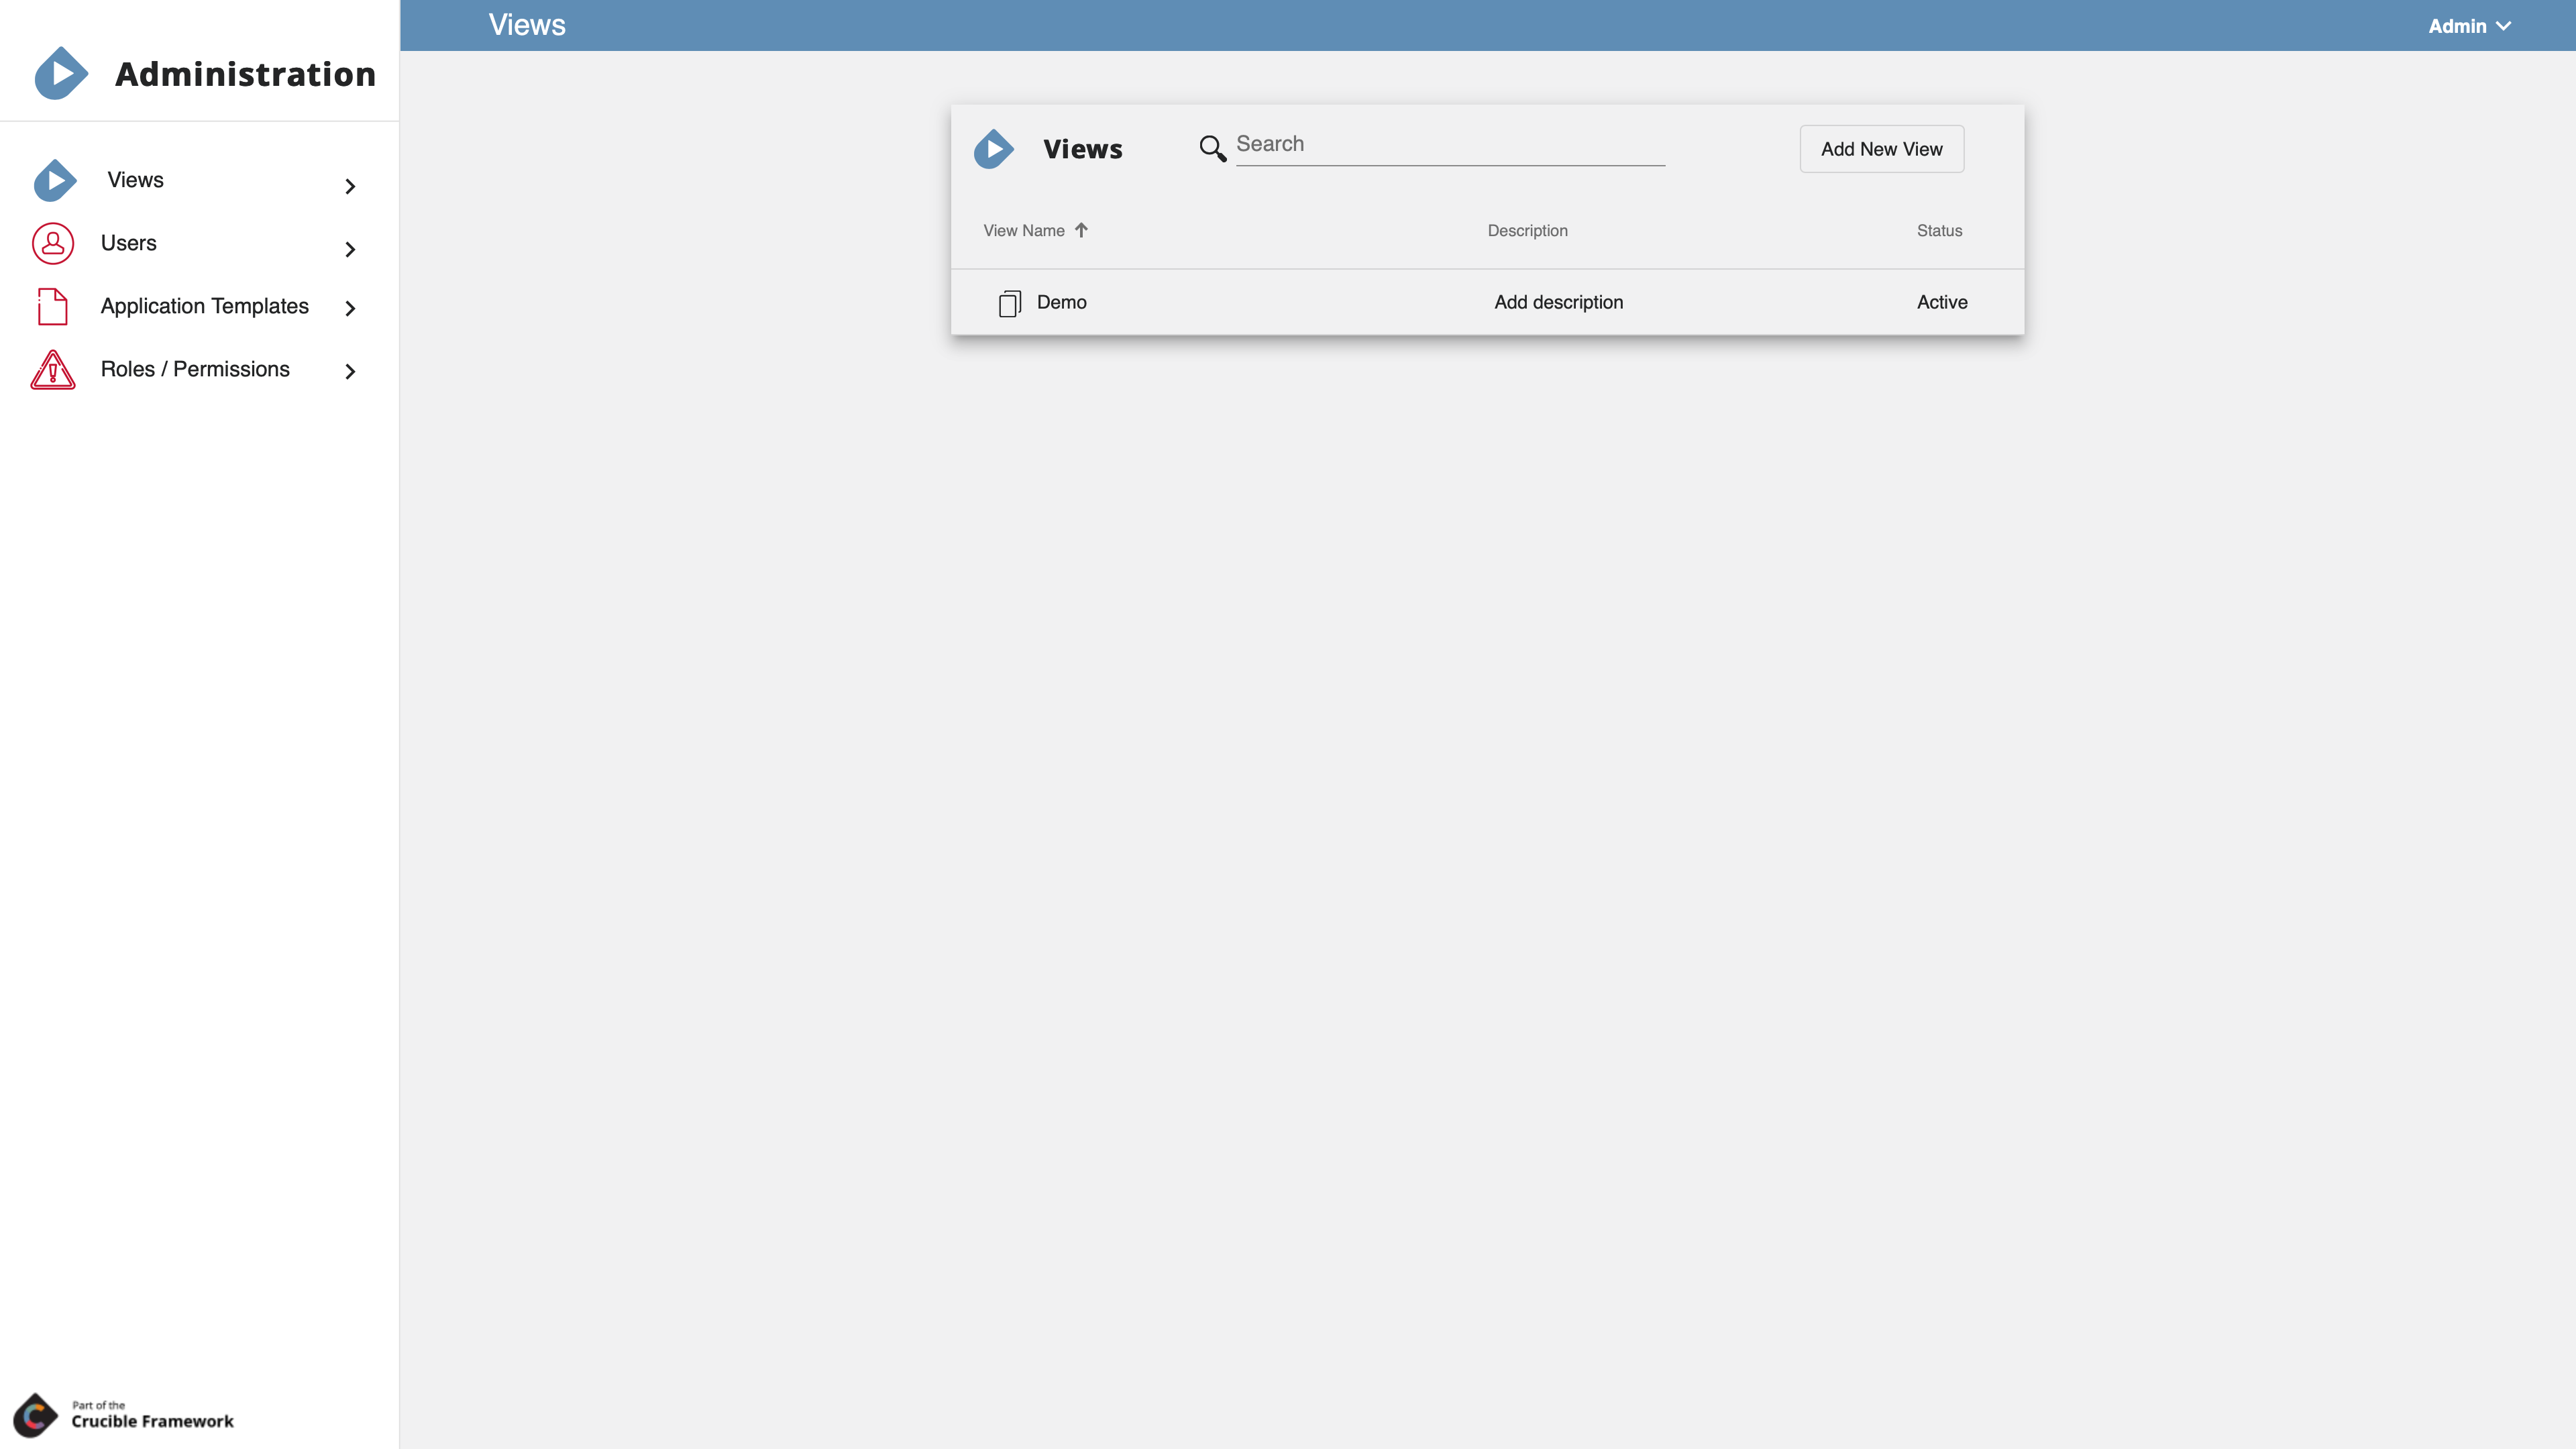 Administration
Views
Users
Application Templates
Roles / Permissions
Part of the
Crucible Framework
Views
Admin
Views
Search
Add New View
View Name
Description
Status
Demo
Add description
Active